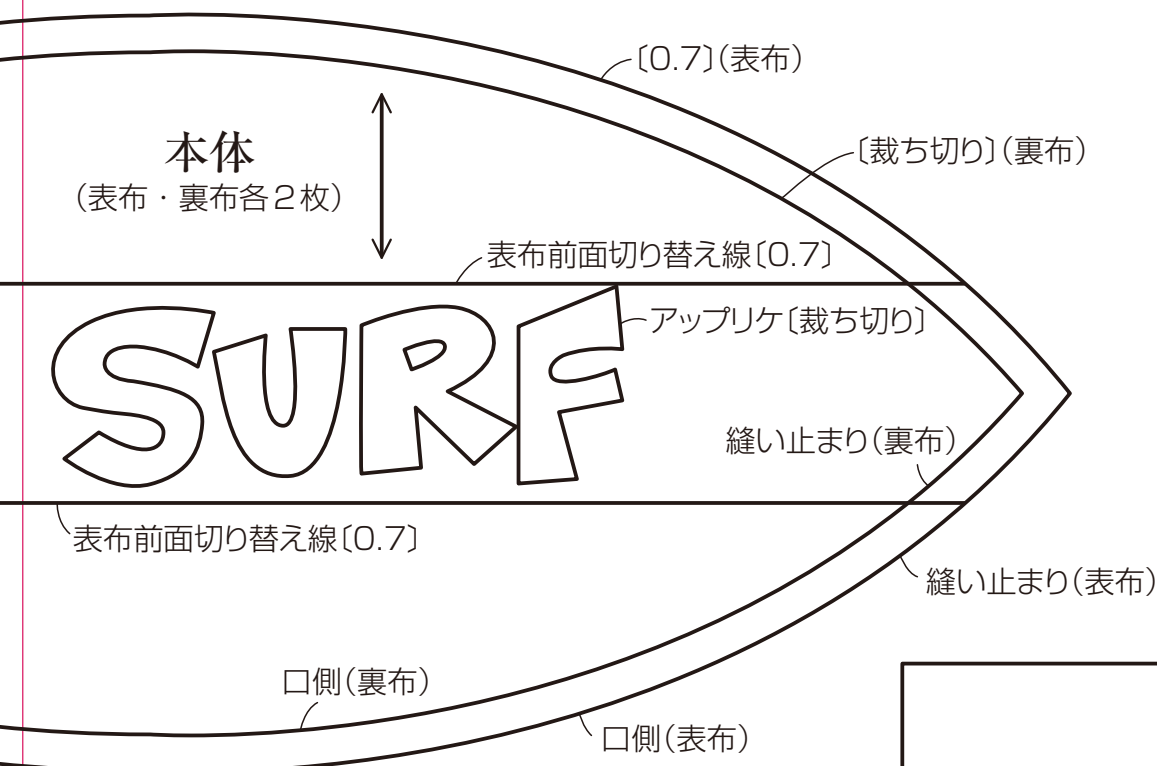 〔0.7〕(表布)
〔裁ち切り〕(裏布)
本体
(表布・裏布各2枚)
表布前面切り替え線〔0.7〕
アップリケ〔裁ち切り〕
SURF
縫い止まり(裏布)
表布前面切り替え線〔0.7〕
縫い止まり(表布)
口側(裏布)
口側(表布)